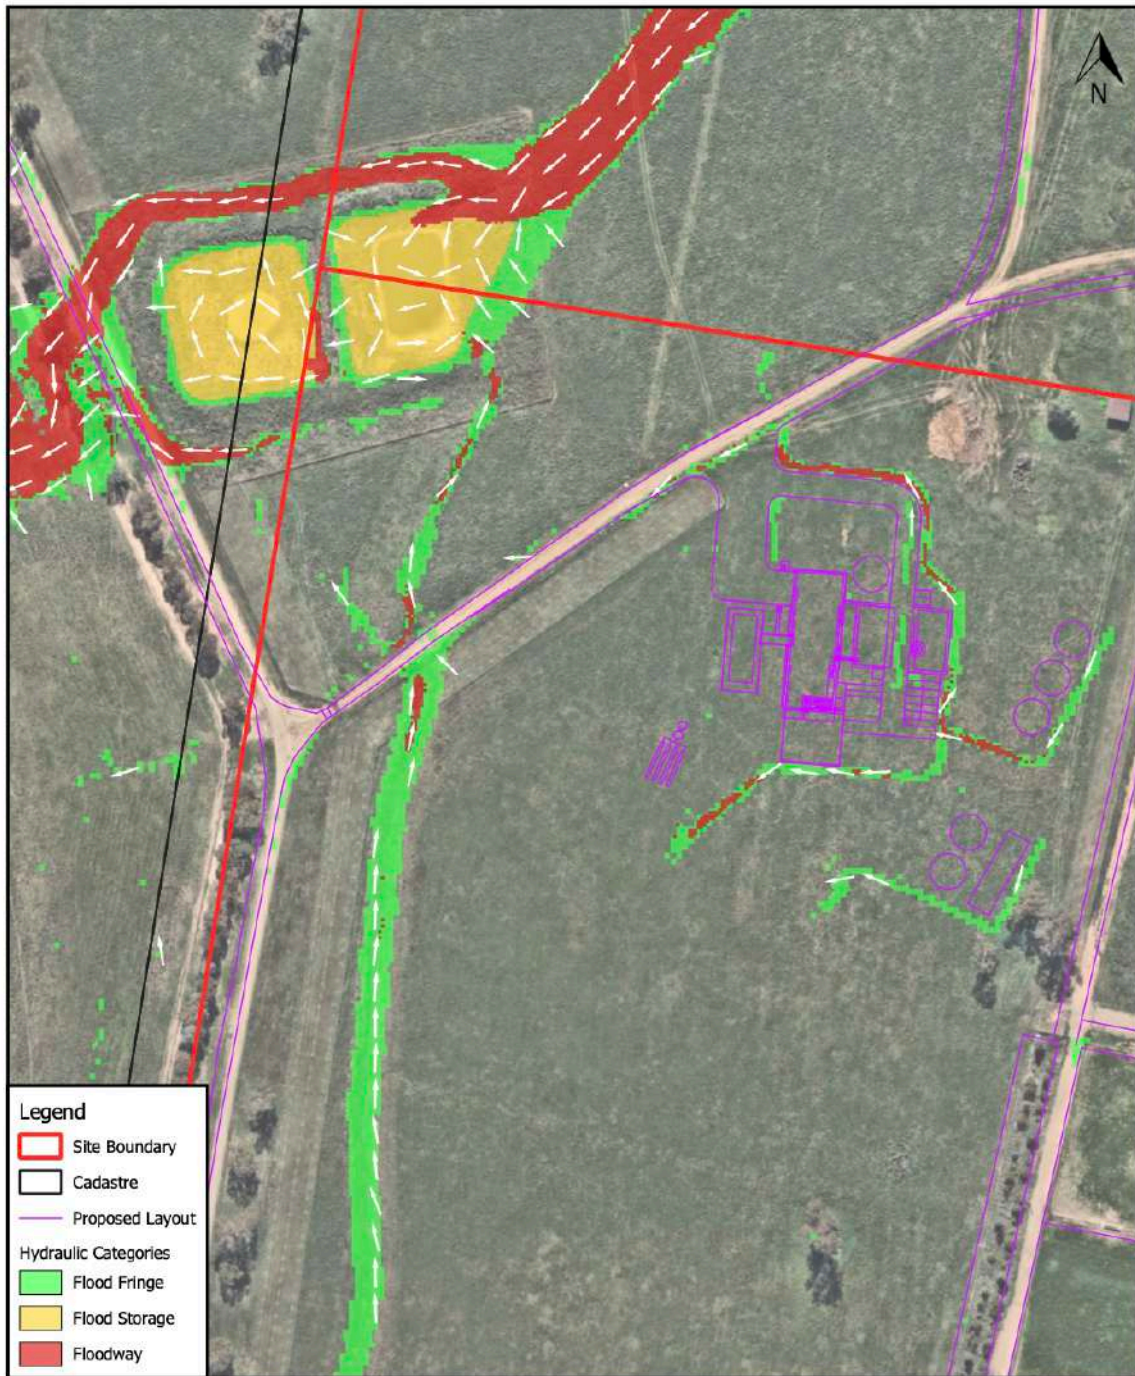 N
Legend
Site Boundary
Cadastre
Proposed Layout
Hydraulic Categories
Flood Fringe
Flood Storage
Floodway